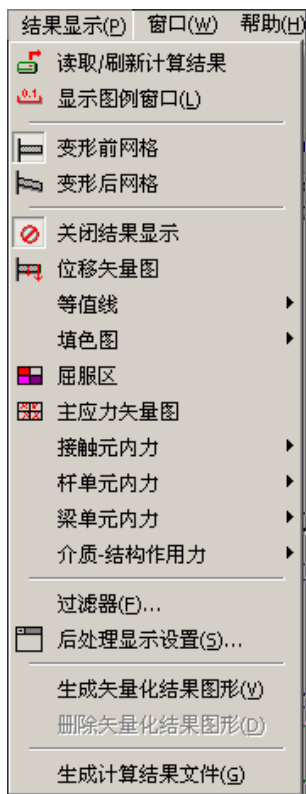 结果显示(P) 窗口(W) 帮助(H)
读取/刷新计算结果
0.1 显示图例窗口(L)
变形前网格
变形后网格
关闭结果显示
位移矢量图
等值线
填色图
屈服区
主应力矢量图
接触元内力
杆单元内力
梁单元内力
介质-结构作用力
过滤器(F)...
后处理显示设置(S)...
生成矢量化结果图形(V)
删除矢量化结果图形(D)
生成计算结果文件(G)